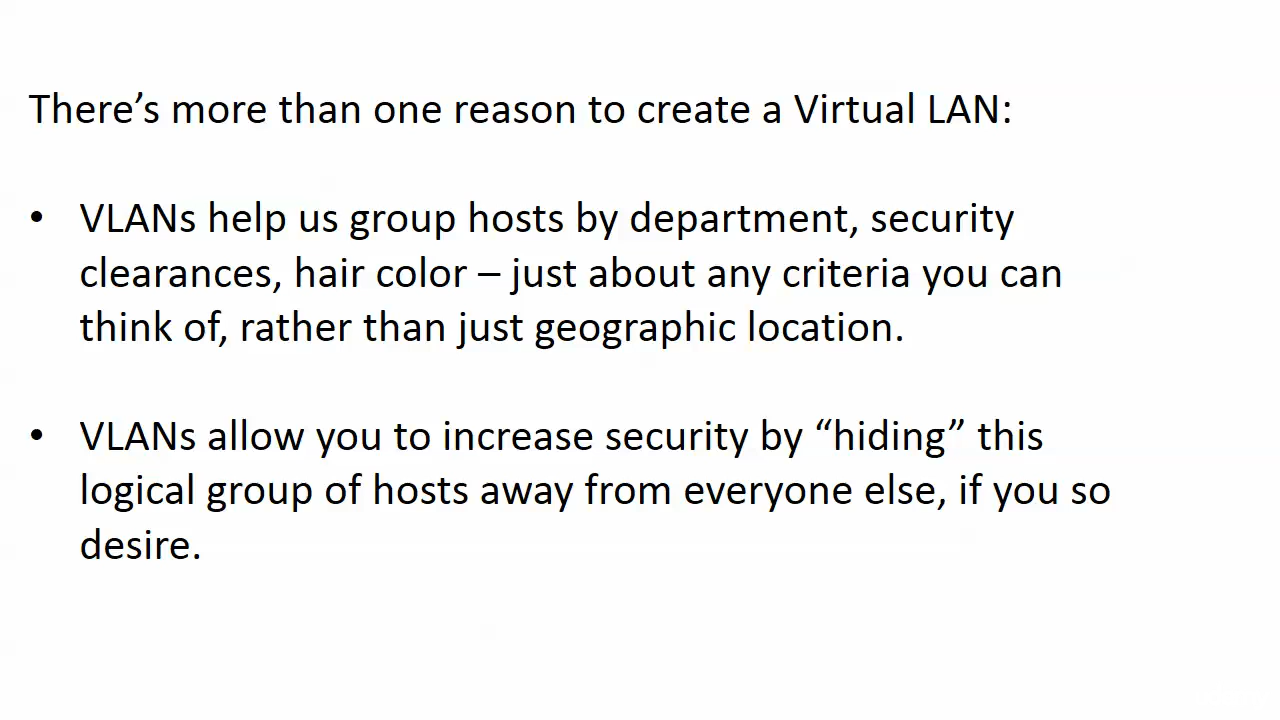 There’s more than one reason to create a Virtual LAN:
• VLANs help us group hosts by department, security
clearances, hair color – just about any criteria you can
think of, rather than just geographic location.
• VLANs allow you to increase security by “hiding” this
logical group of hosts away from everyone else, if you so
desire.